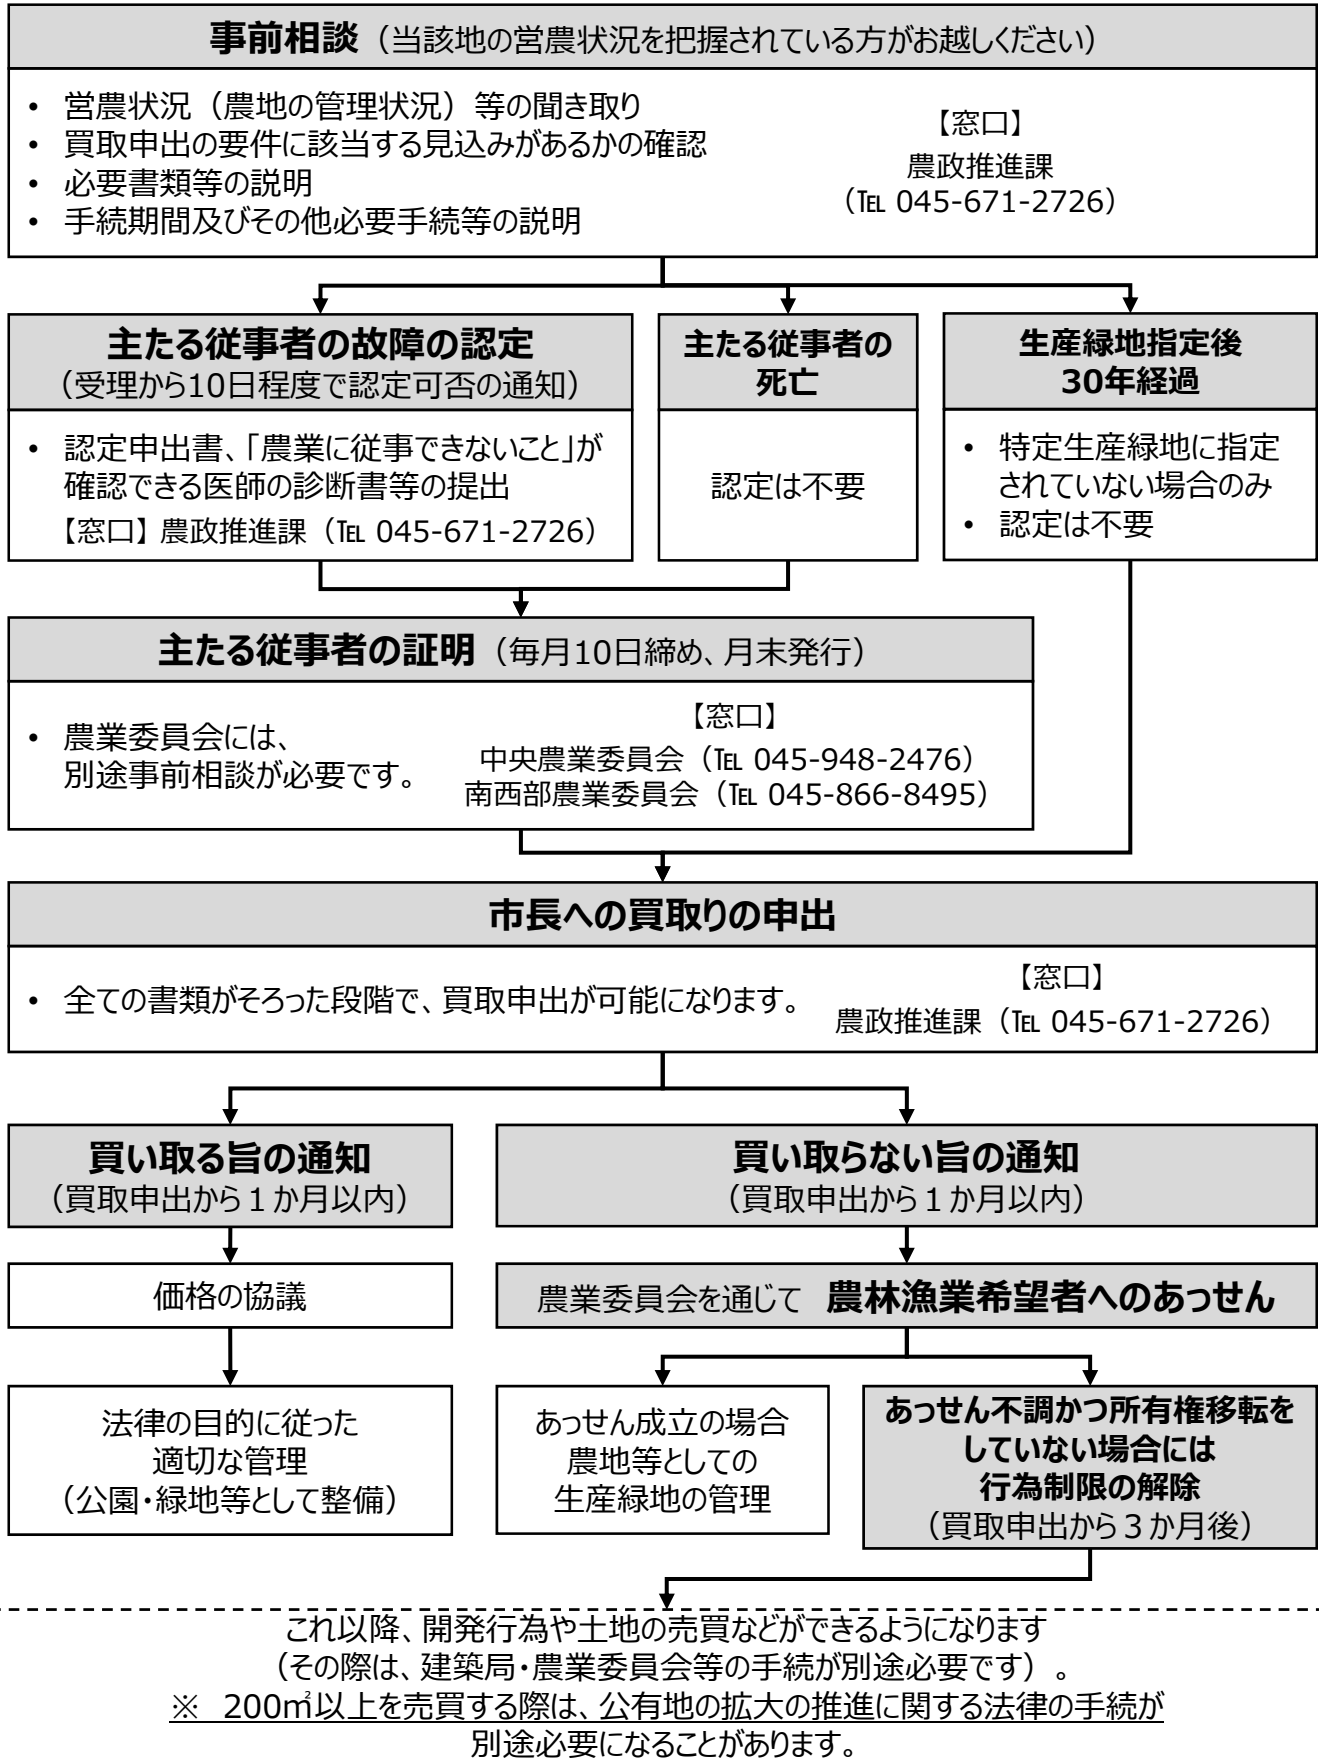 事前相談（当該地の営農状況を把握されている方がお越しください）
• 営農状況（農地の管理状況）等の聞き取り
• 買取申出の要件に該当する見込みがあるかの確認
• 必要書類等の説明
• 手続期間及びその他必要手続等の説明
【窓口】
農政推進課
（℡ 045-671-2726）
主たる従事者の故障の認定
（受理から10日程度で認定可否の通知）
• 認定申出書、「農業に従事できないこと」が
確認できる医師の診断書等の提出
【窓口】農政推進課（℡ 045-671-2726）
主たる従事者の
死亡
認定は不要
生産緑地指定後
30年経過
• 特定生産緑地に指定
されていない場合のみ
• 認定は不要
主たる従事者の証明（毎月10日締め、月末発行）
• 農業委員会には、
別途事前相談が必要です。
【窓口】
中央農業委員会（℡ 045-948-2476）
南西部農業委員会（℡ 045-866-8495）
市長への買取りの申出
• 全ての書類がそろった段階で、買取申出が可能になります。
【窓口】
農政推進課（℡ 045-671-2726）
買い取る旨の通知
（買取申出から１か月以内）
価格の協議
法律の目的に従った
適切な管理
（公園・緑地等として整備）
買い取らない旨の通知
（買取申出から１か月以内）
農業委員会を通じて 農林漁業希望者へのあっせん
あっせん成立の場合
農地等としての
生産緑地の管理
あっせん不調かつ所有権移転を
していない場合には
行為制限の解除
（買取申出から３か月後）
これ以降、開発行為や土地の売買などができるようになります
（その際は、建築局・農業委員会等の手続が別途必要です）。
※ 200㎡以上を売買する際は、公有地の拡大の推進に関する法律の手続が
別途必要になることがあります。